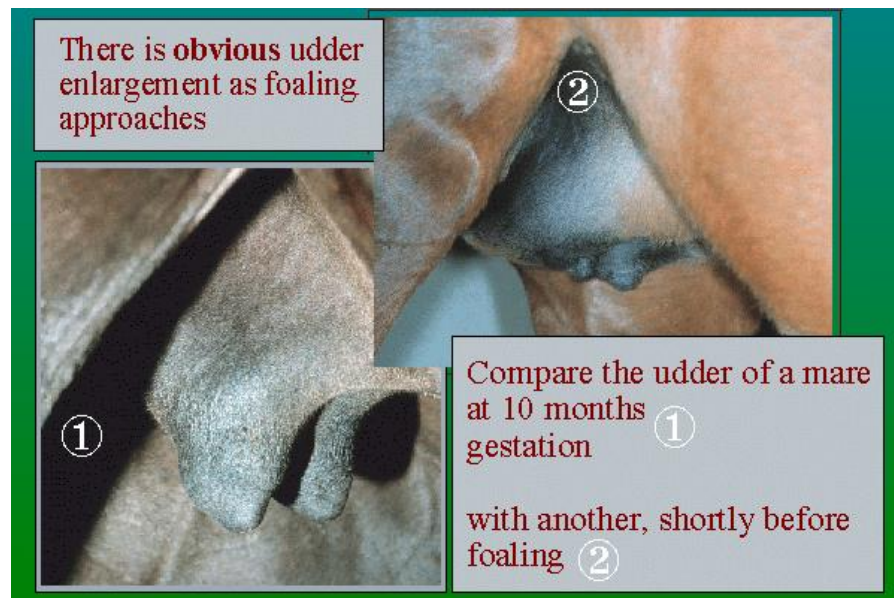 There is obvious udder
enlargement as foaling
approaches
2
1
Compare the udder of a mare
at 10 months 1
gestation
with another, shortly before
foaling 2